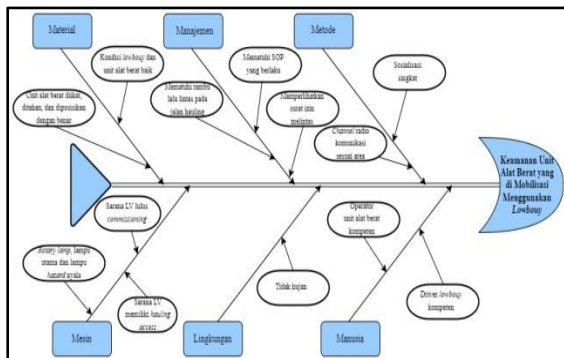 Material
Manajemen
Metode
Kondisi lowbouy dan
unit alat berat baik
Mematuhi SOP
yang berlaku
Sosialisasi
singkat
Unit alat berat diikat,
ditahan, dan diposisikan
dengan benar
Mematuhi rambu
lalu lintas pada
jalan hauling
Memperlihatkan
surat izin
melintas
Channel radio
komunikasi
sesuai area
Keamanan Unit
Alat Berat yang
di Mobilisasi
Menggunakan
Lowbouy
Sarana LV lulus
commissioning
Operator
unit alat berat
kompeten
Rotary lamp, lampu
utama dan lampu
hazard nyala
Tidak hujan
Driver lowbouy
kompeten
Sarana LV
memiliki hauling
access.
Mesin
Lingkungan
Manusia